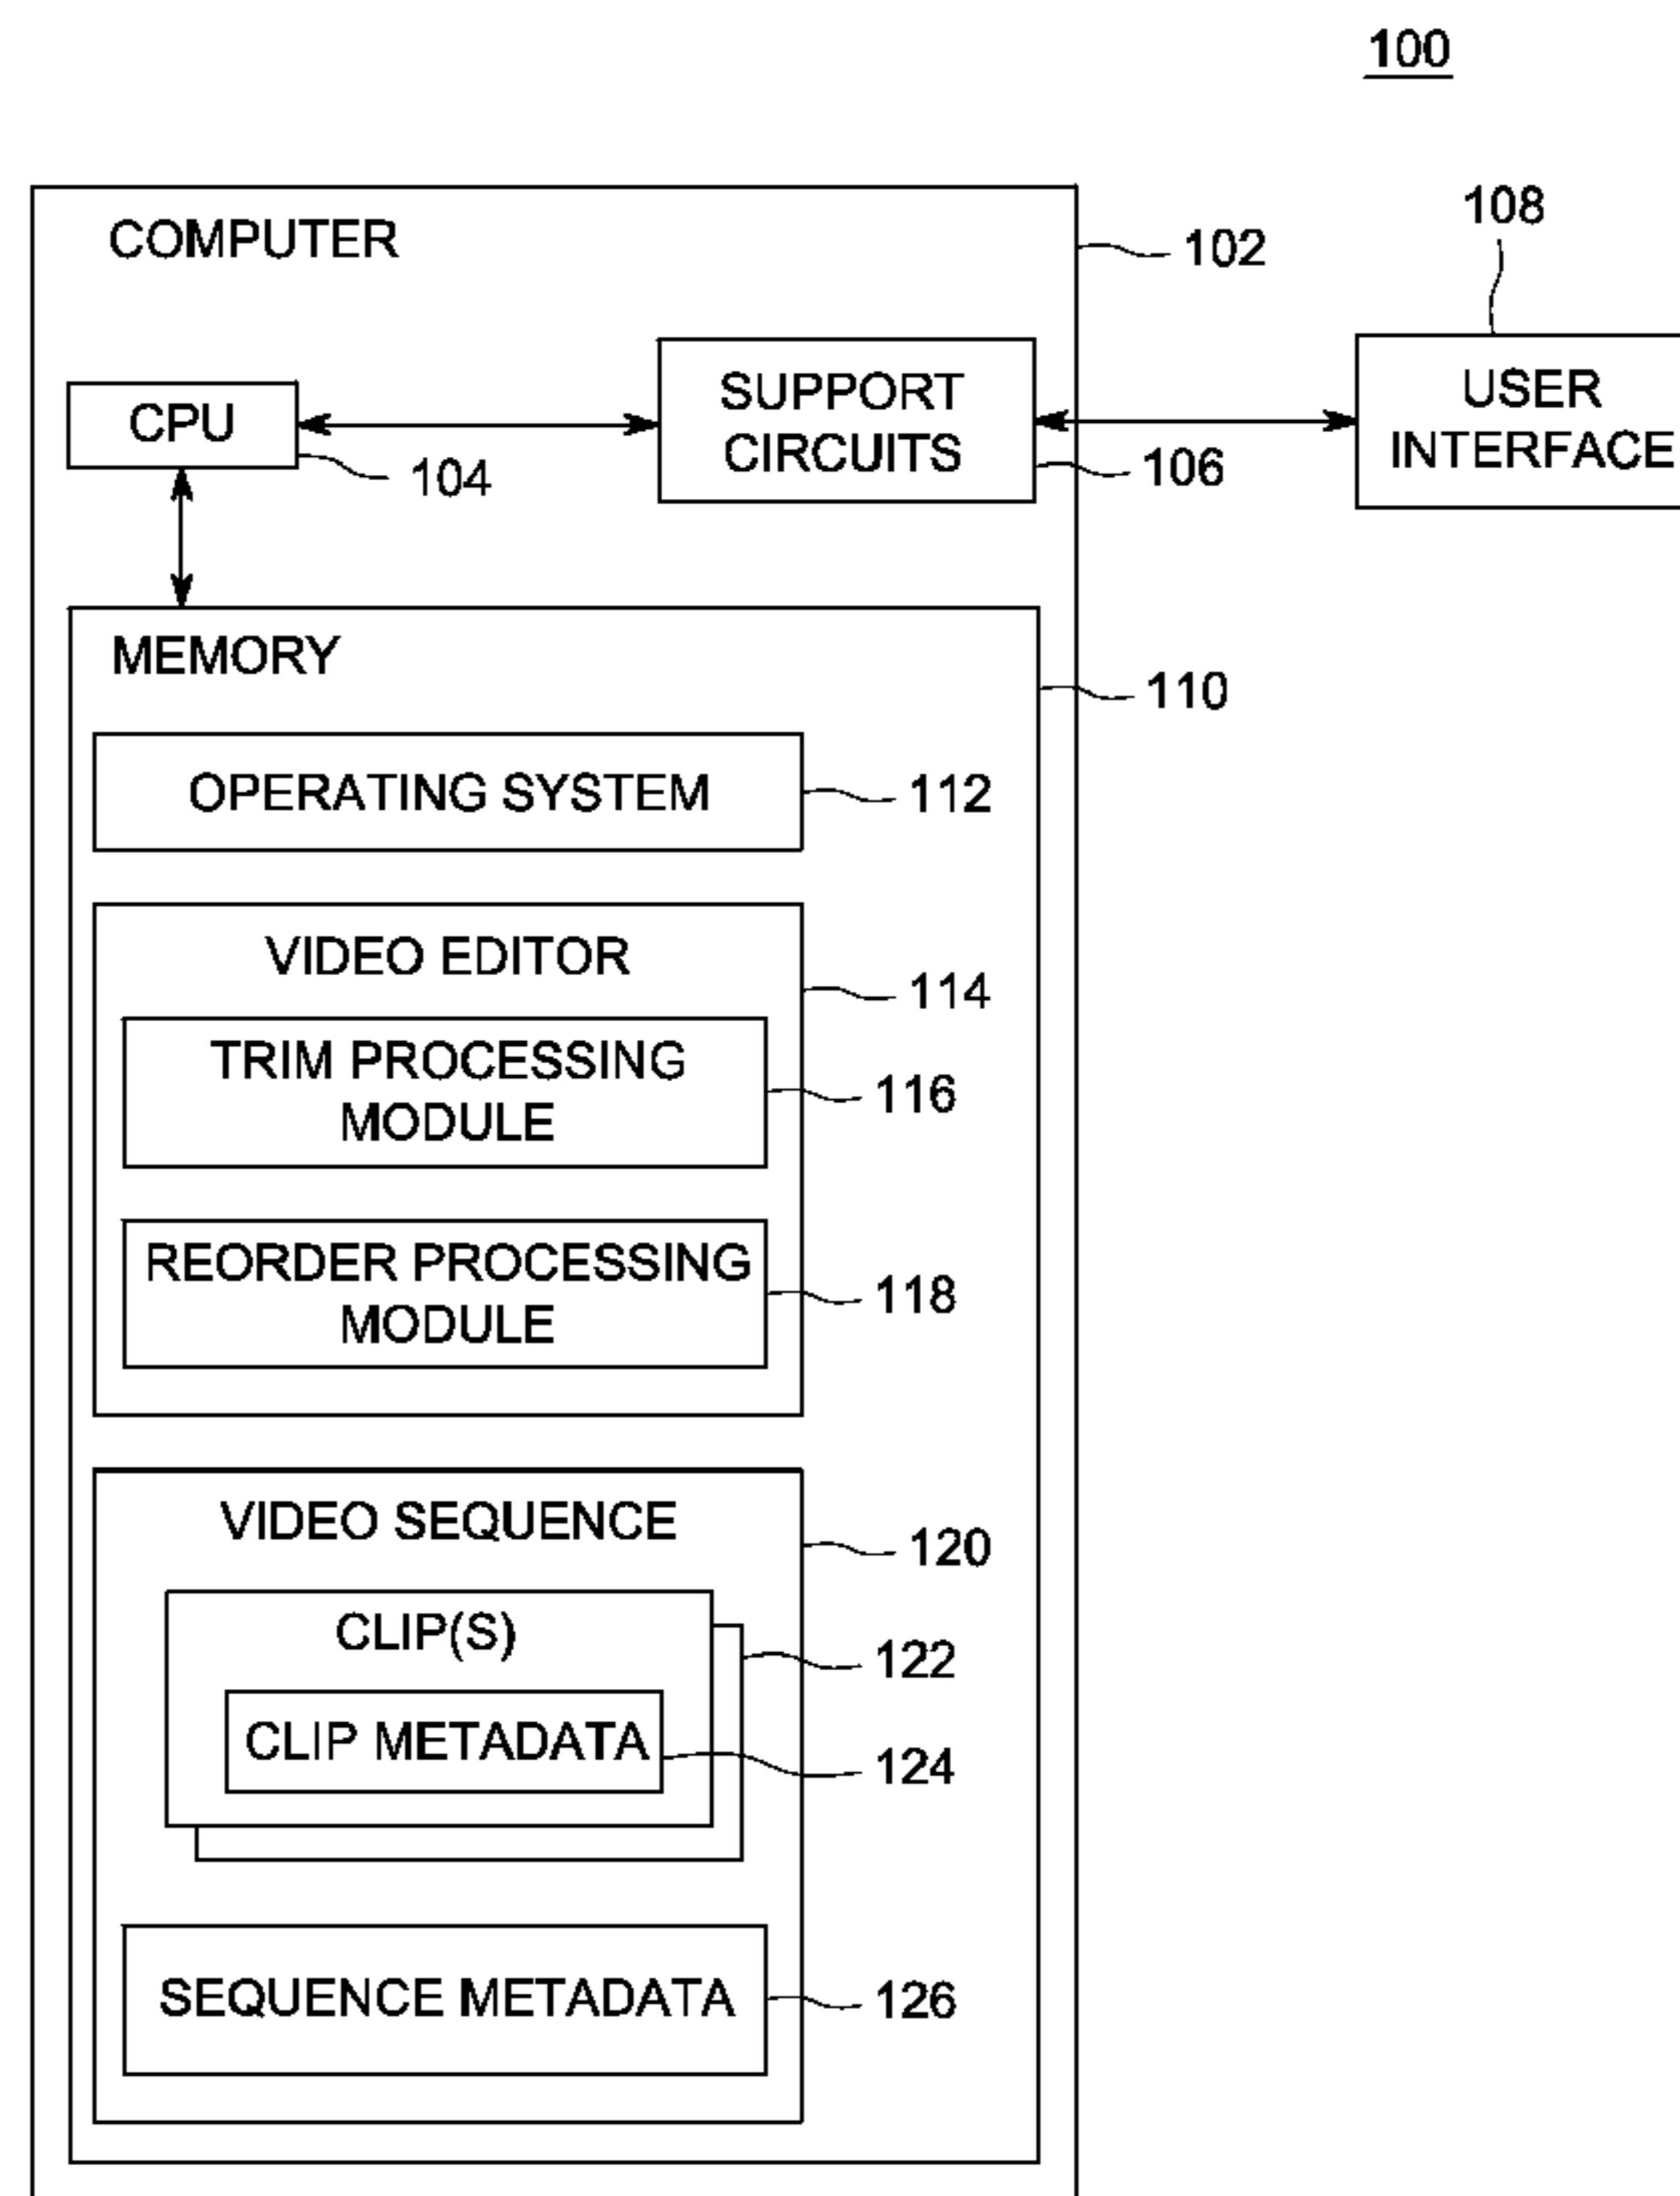 100
COMPUTER
102
108
CPU
104
SUPPORT
CIRCUITS
106
USER
INTERFACE
MEMORY
110
OPERATING SYSTEM
112
VIDEO EDITOR
114
TRIM PROCESSING
MODULE
116
REORDER PROCESSING
MODULE
118
VIDEO SEQUENCE
120
CLIP(S)
122
CLIP METADATA
124
SEQUENCE METADATA
126